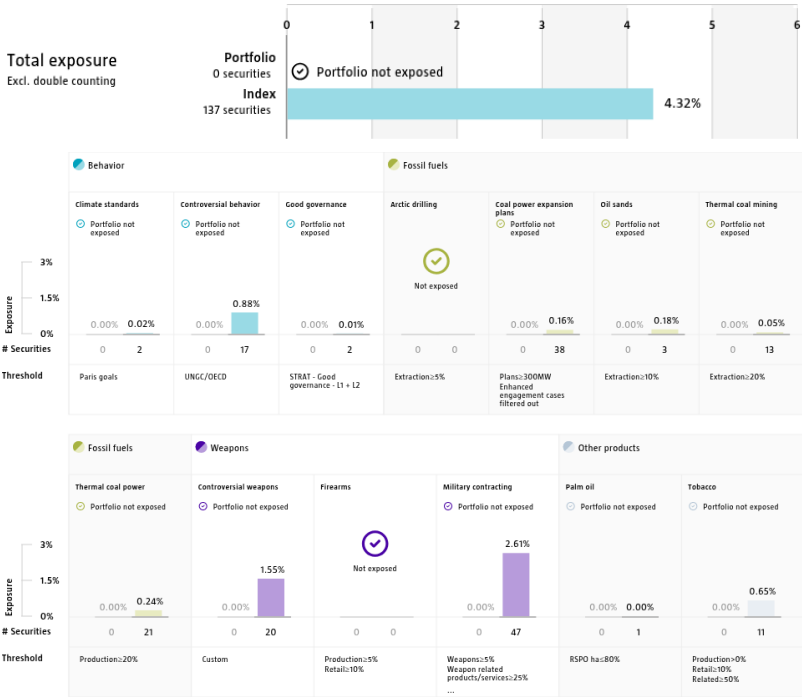 0 1 2 3 4 5 6
Total exposure
Excl. double counting
Portfolio
0 securities
Portfolio not exposed
Index
137 securities
4.32%
Behavior
Fossil fuels
Climate standards
Portfolio not
exposed
Controversial behavior
Portfolio not
exposed
Good governance
Portfolio not
exposed
Arctic drilling
Not exposed
Coal power expansion
plans
Portfolio not
exposed
Oil sands
Portfolio not
exposed
Thermal coal mining
Portfolio not
exposed
Exposure
3%
1.5%
0%
0.00% 0.02%
0.00% 0.88%
0.00% 0.01%
0.00% 0.16%
0.00% 0.18%
0.00% 0.05%
# Securities
0 2 0 17 0 2 0 0 0 38 0 3 0 13
Threshold
Paris goals
UNGC/OECD
STRAT - Good
governance - L1 + L2
Extraction≥5%
Plans≥300MW
Enhanced
engagement cases
filtered out
Extraction≥10%
Extraction≥20%
Fossil fuels
Weapons
Other products
Thermal coal power
Portfolio not exposed
Controversial weapons
Portfolio not exposed
Firearms
Not exposed
Military contracting
Portfolio not exposed
Palm oil
Portfolio not exposed
Tobacco
Portfolio not exposed
Exposure
3%
1.5%
0%
0.00% 0.24%
0.00% 1.55%
0.00% 2.61%
0.00% 0.00%
0.00% 0.65%
# Securities
0 21 0 20 0 0 0 47 0 1 0 11
Threshold
Production≥20%
Custom
Production≥5%
Retail≥10%
Weapons≥5%
Weapon related
products/services≥25%
...
RSPO ha≤80%
Production>0%
Retail≥10%
Related≥50%